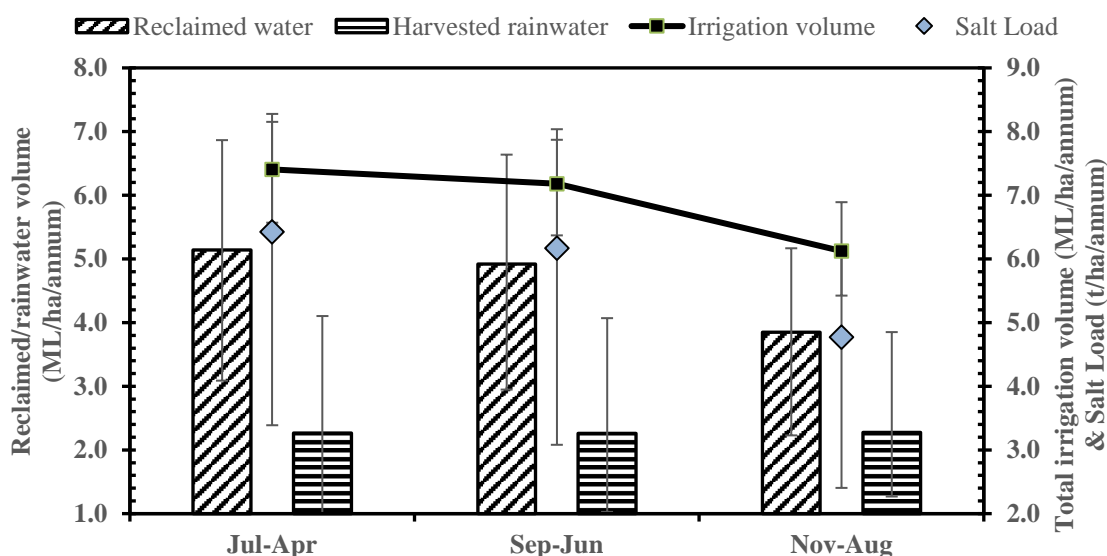 Reclaimed water Harvested rainwater Irrigation volume Salt Load
Reclaimed/rainwater volume
(ML/ha/annum)
8.0
7.0
6.0
5.0
4.0
3.0
2.0
1.0
9.0
8.0
7.0
6.0
5.0
4.0
3.0
2.0
Total irrigation volume (ML/ha/annum)
& Salt Load (t/ha/annum)
Jul-Apr Sep-Jun Nov-Aug